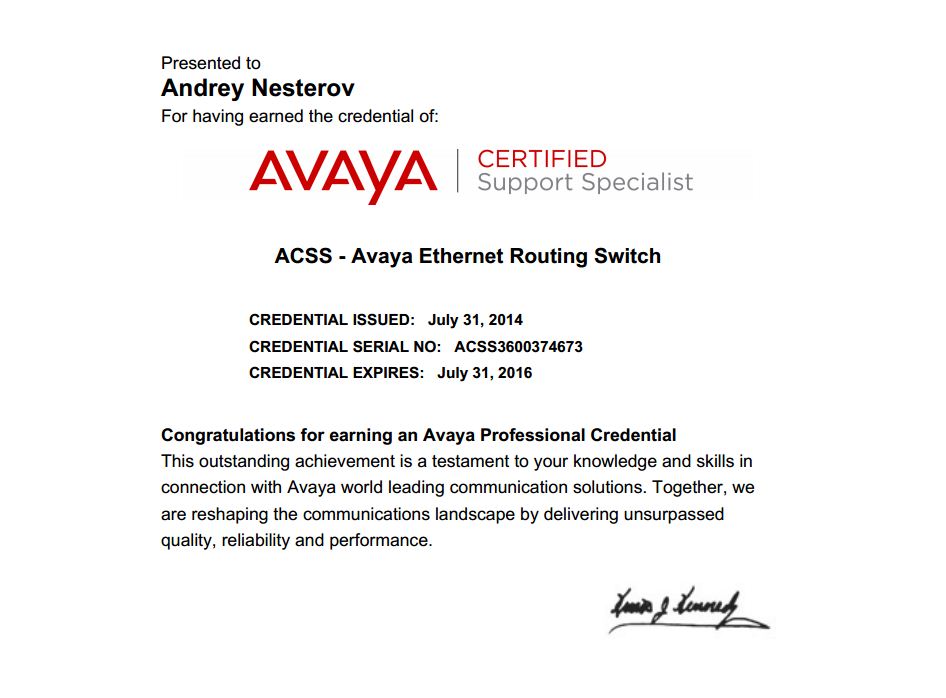 Presented to
Andrey Nesterov
For having earned the credential of:
AVAYA
CERTIFIED
Support Specialist
ACSS - Avaya Ethernet Routing Switch
CREDENTIAL ISSUED: July 31, 2014
CREDENTIAL SERIAL NO: ACSS3600374673
CREDENTIAL EXPIRES: July 31, 2016
Congratulations for earning an Avaya Professional Credential
This outstanding achievement is a testament to your knowledge and skills in
connection with Avaya world leading communication solutions. Together, we
are reshaping the communications landscape by delivering unsurpassed
quality, reliability and performance.
J Kennedy